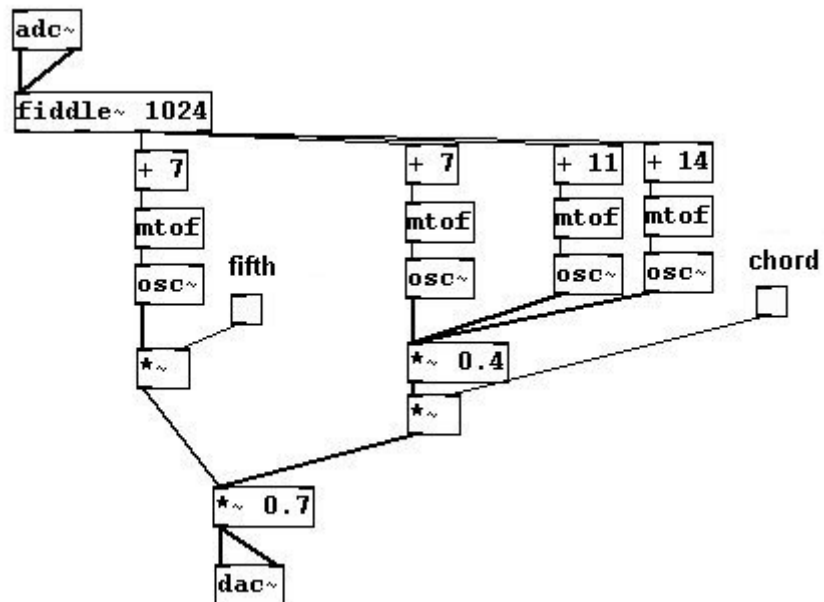 adc~
fiddle~ 1024
+ 7
+ 7
+ 11
+ 14
mtof
mtof
mtof
mtof
osc~
osc~
osc~
osc~
fifth
chord
*~
*~ 0.4
*~
*~ 0.7
dac~